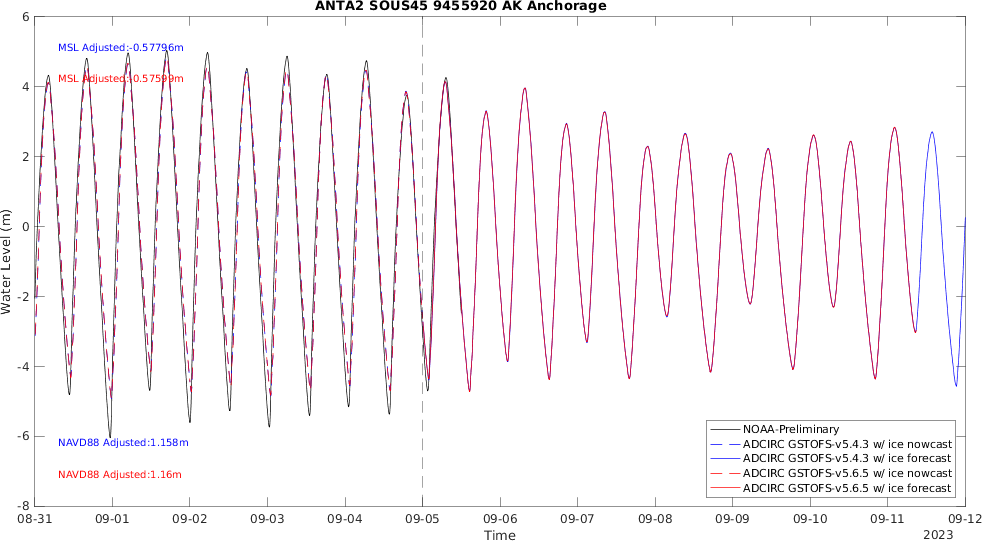 ANTA2 SOUS45 9455920 AK Anchorage
6
MSL Adjusted:-0.57796m
MSL Adjusted:-0.57599m
4
2
0
-2
-4
-6
-8
Water Level (m)
NAVD88 Adjusted:1.158m
NAVD88 Adjusted:1.16m
NOAA-Preliminary
ADCIRC GSTOFS-v5.4.3 w/ ice nowcast
ADCIRC GSTOFS-v5.4.3 w/ ice forecast
ADCIRC GSTOFS-v5.6.5 w/ ice nowcast
ADCIRC GSTOFS-v5.6.5 w/ ice forecast
08-31 09-01 09-02 09-03 09-04 09-05 09-06 09-07 09-08 09-09 09-10 09-11 09-12
Time
2023